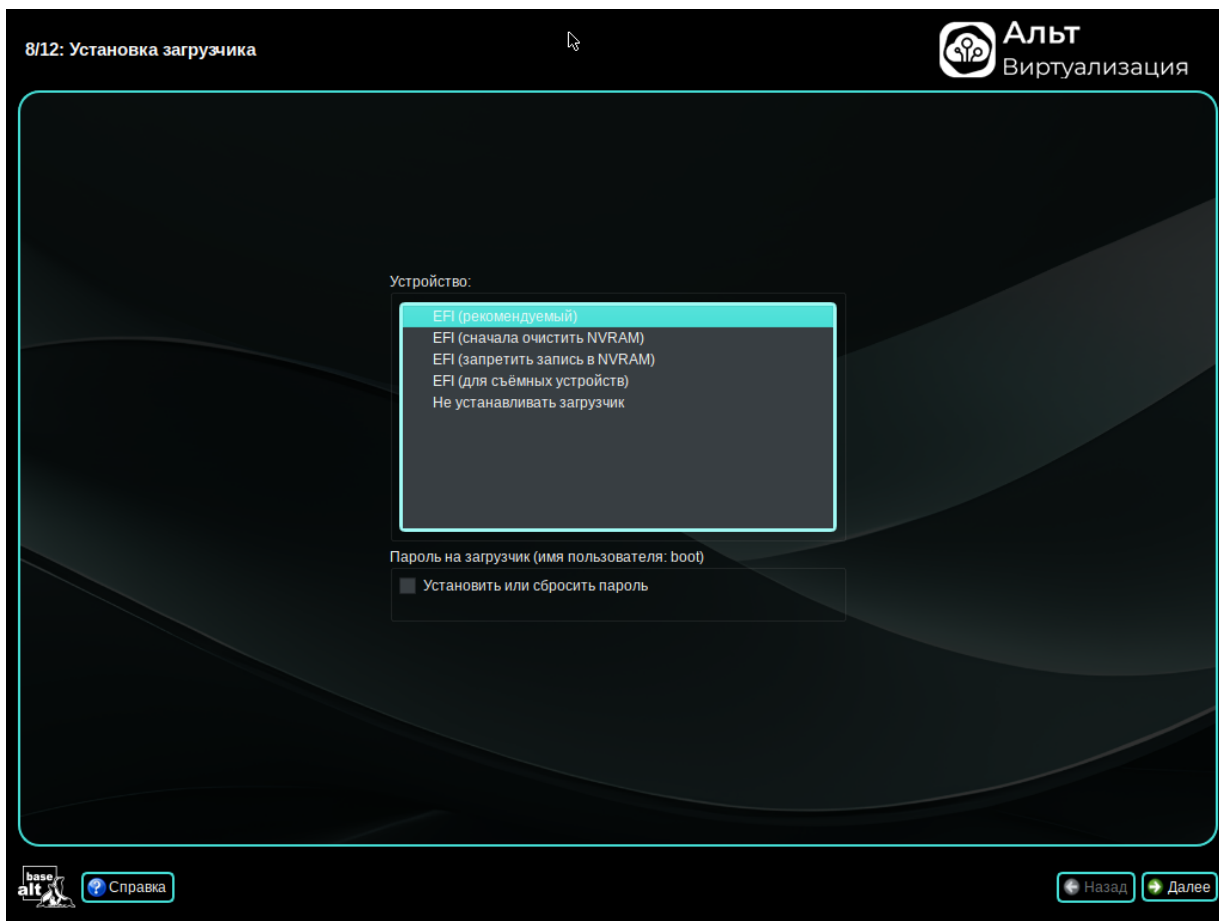 8/12: Установка загрузчика
Альт
Виртуализация
Устройство:
EFI (рекомендуемый)
EFI (сначала очистить NVRAM)
EFI (запретить запись в NVRAM)
EFI (для съёмных устройств)
Не устанавливать загрузчик
Пароль на загрузчик (имя пользователя: boot)
Установить или сбросить пароль
base
alt
Справка
Назад
Далее